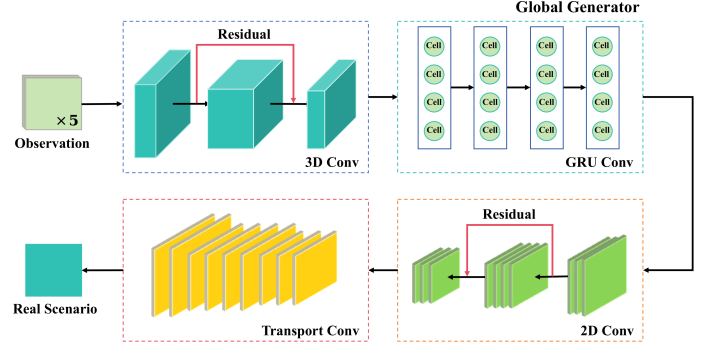 Global Generator
Residual
Cell Cell Cell Cell
Cell Cell Cell Cell
Cell Cell Cell Cell
Cell Cell Cell Cell
×5
Observation
3D Conv
GRU Conv
Residual
Real Scenario
Transport Conv
2D Conv